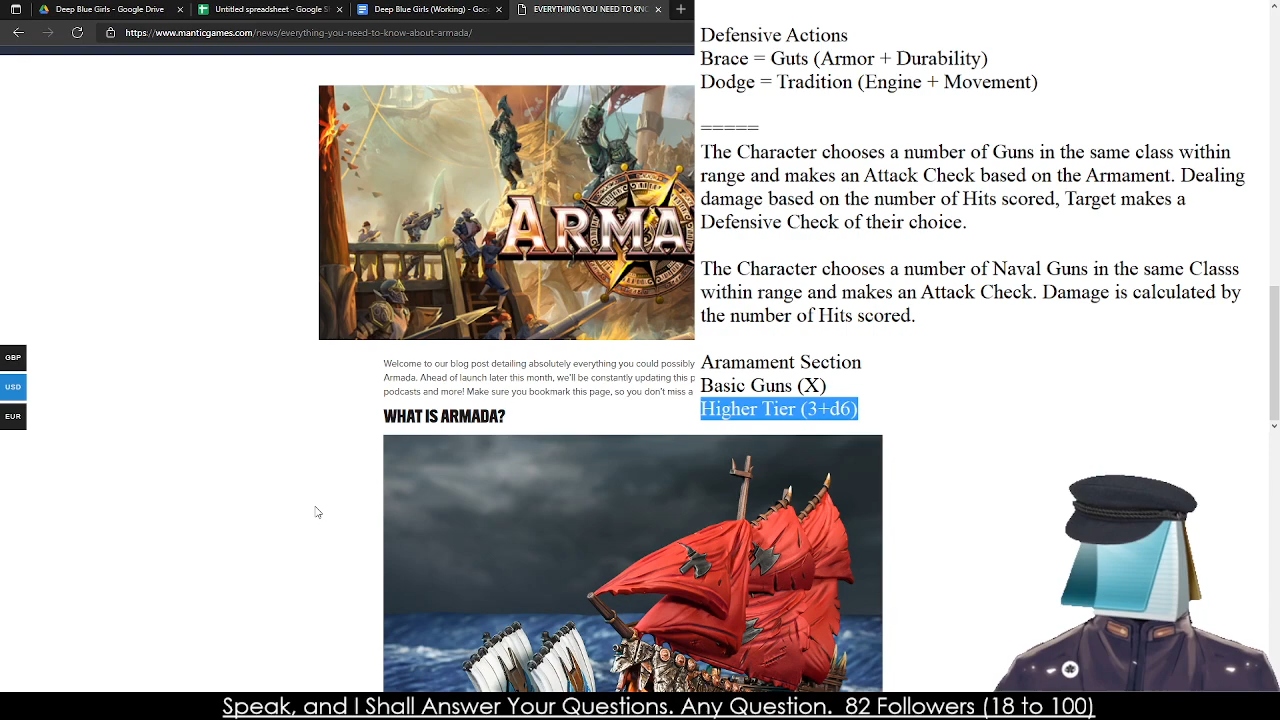 Deep Blue Girls - Google Drive
Untitled spreadsheet - Google S
Deep Blue Girls (Working) - Goo
EVERYTHING YOU NEED TO KNO
https://www.manticgames.com/news/everything-you-need-to-know-about-armada/
Defensive Actions
Brace = Guts (Armor + Durability)
Dodge = Tradition (Engine + Movement)
=====
The Character chooses a number of Guns in the same class within
range and makes an Attack Check based on the Armament. Dealing
damage based on the number of Hits scored, Target makes a
Defensive Check of their choice.
The Character chooses a number of Naval Guns in the same Classs
within range and makes an Attack Check. Damage is calculated by
the number of Hits scored.
Aramament Section
Basic Guns (X)
Higher Tier (3+d6)
ARMA
GBP
USD
EUR
Welcome to our blog post detailing absolutely everything you could possibly
Armada. Ahead of launch later this month, we'll be constantly updating this p
podcasts and more! Make sure you bookmark this page, so you don't miss a
WHAT IS ARMADA?
Speak, and I Shall Answer Your Questions. Any Question. 82 Followers (18 to 100)